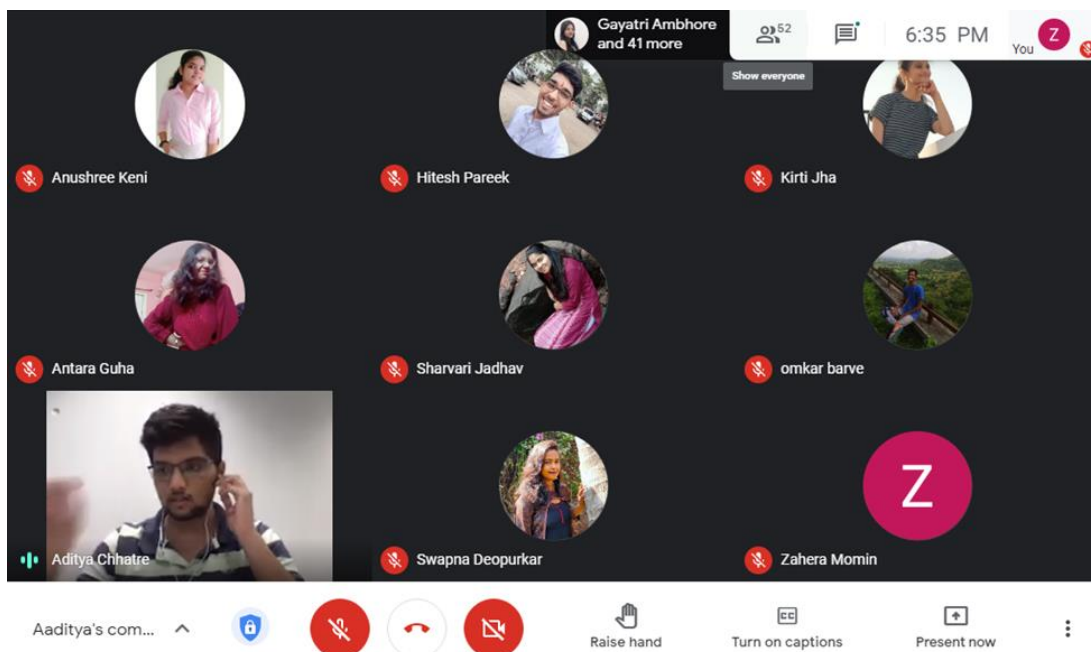 Gayatri Ambhore
and 41 more
52
6:35 PM
You
Z
Show everyone
Anushree Keni
Hitesh Pareek
Kirti Jha
Antara Guha
Sharvari Jadhav
omkar barve
Aditya Chhatre
Swapna Deopurkar
Z
Zahera Momin
Aaditya's com...
Raise hand
CC
Turn on captions
Present now